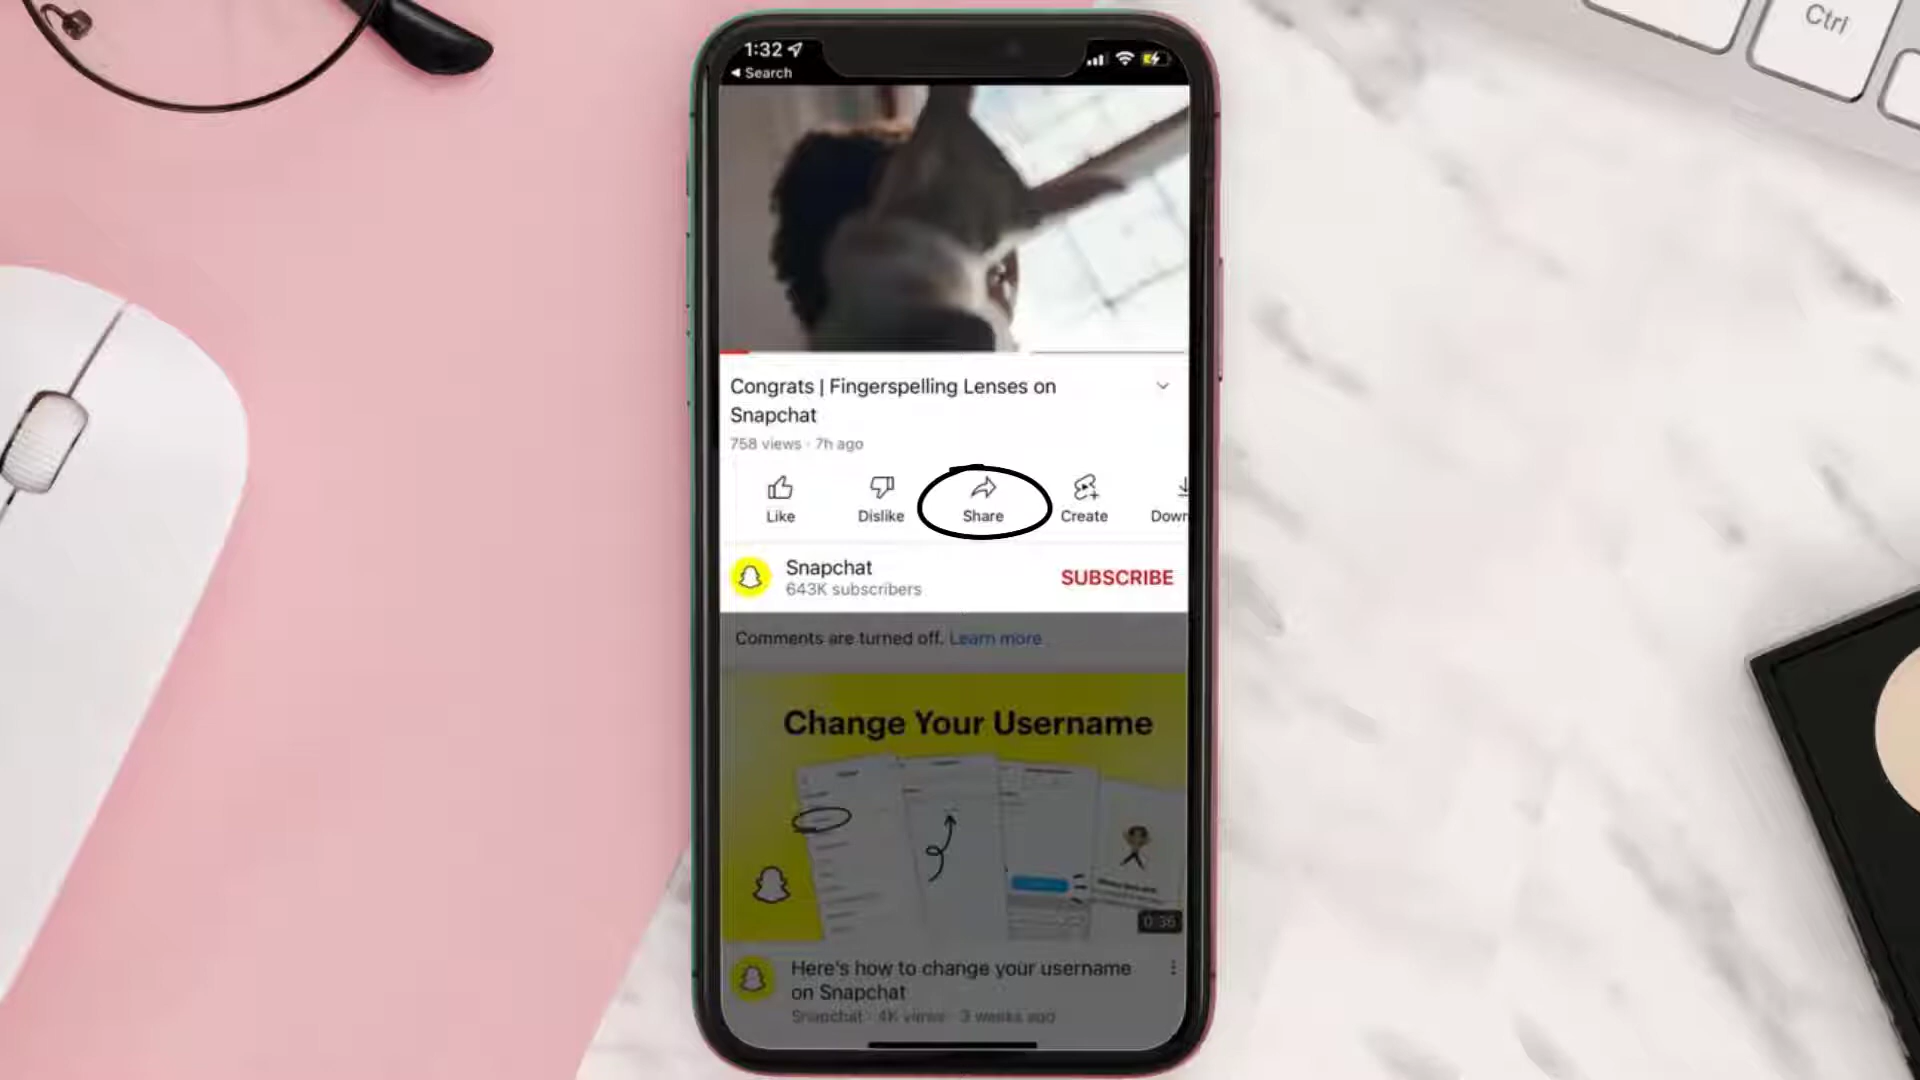 Ctrl
1:32
Search
Congrats | Fingerspelling Lenses on
Snapchat
758 views · 7h ago
Like
Dislike
Share
Create
Down
Snapchat
643K subscribers
SUBSCRIBE
Comments are turned off. Learn more
Change Your Username
0:36
Here's how to change your username
on Snapchat
Snapchat · 4K views · 3 weeks ago